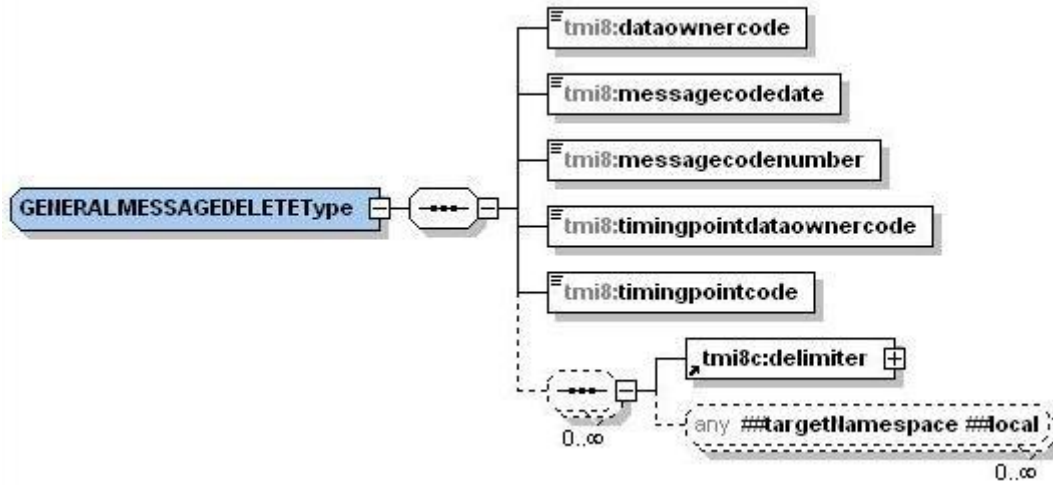 tmi8:dataownercode
tmi8:messagecodedate
tmi8:messagecodenumber
GENERALMESSAGEDELETEType
tmi8:timingpointdataownercode
tmi8:timingpointcode
tmi8c:delimiter
any ##targetNamespace ##local
0..∞
0..∞